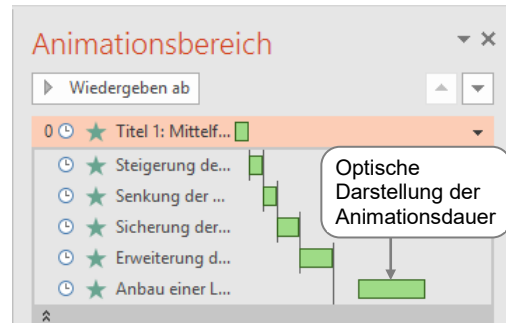 Animationsbereich
Wiedergeben ab
0 Titel 1: Mittelf...
Steigerung de...
Senkung der ...
Sicherung der...
Erweiterung d...
Anbau einer L...
Optische
Darstellung der
Animationsdauer